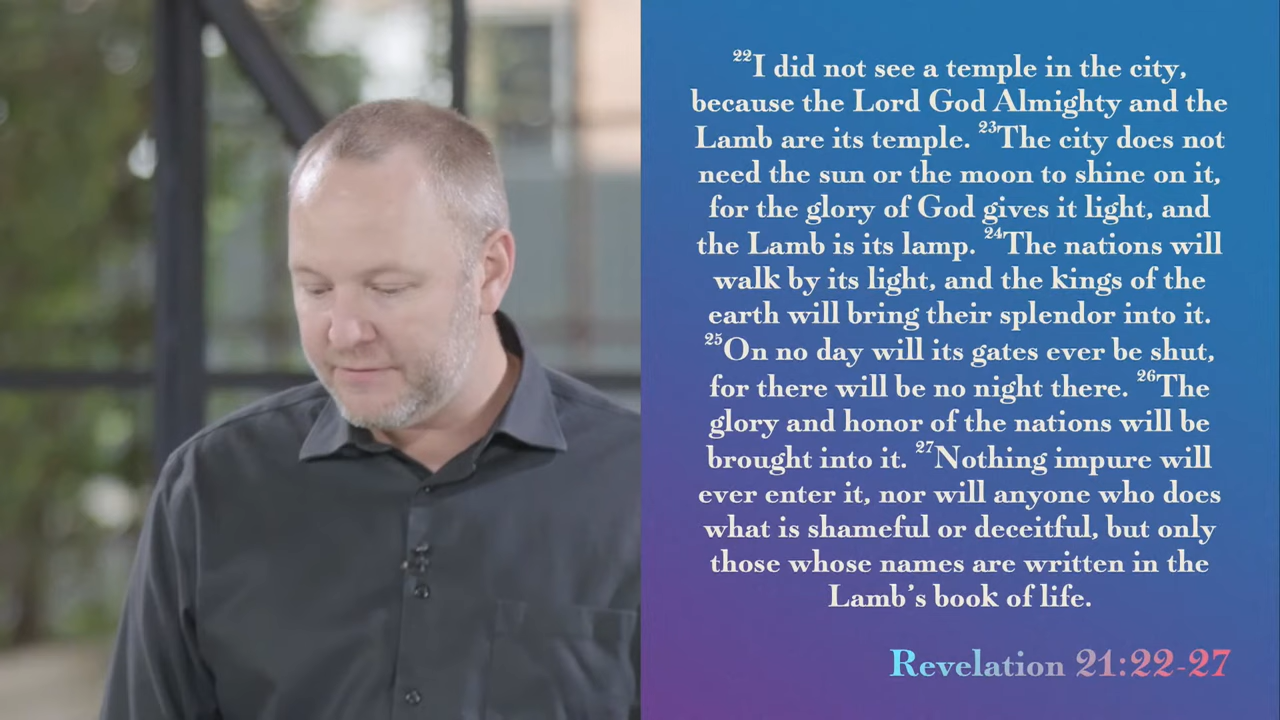 ²²I did not see a temple in the city,
because the Lord God Almighty and the
Lamb are its temple. ²³The city does not
need the sun or the moon to shine on it,
for the glory of God gives it light, and
the Lamb is its lamp. ²⁴The nations will
walk by its light, and the kings of the
earth will bring their splendor into it.
²⁵On no day will its gates ever be shut,
for there will be no night there. ²⁶The
glory and honor of the nations will be
brought into it. ²⁷Nothing impure will
ever enter it, nor will anyone who does
what is shameful or deceitful, but only
those whose names are written in the
Lamb’s book of life.
Revelation 21:22-27